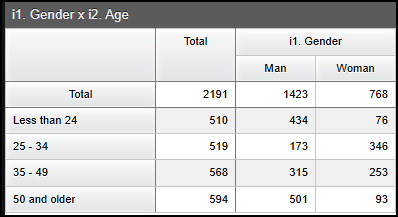 i1. Gender x i2. Age
Total i1. Gender
Man Woman
Total 2191 1423 768
Less than 24 510 434 76
25 - 34 519 173 346
35 - 49 568 315 253
50 and older 594 501 93